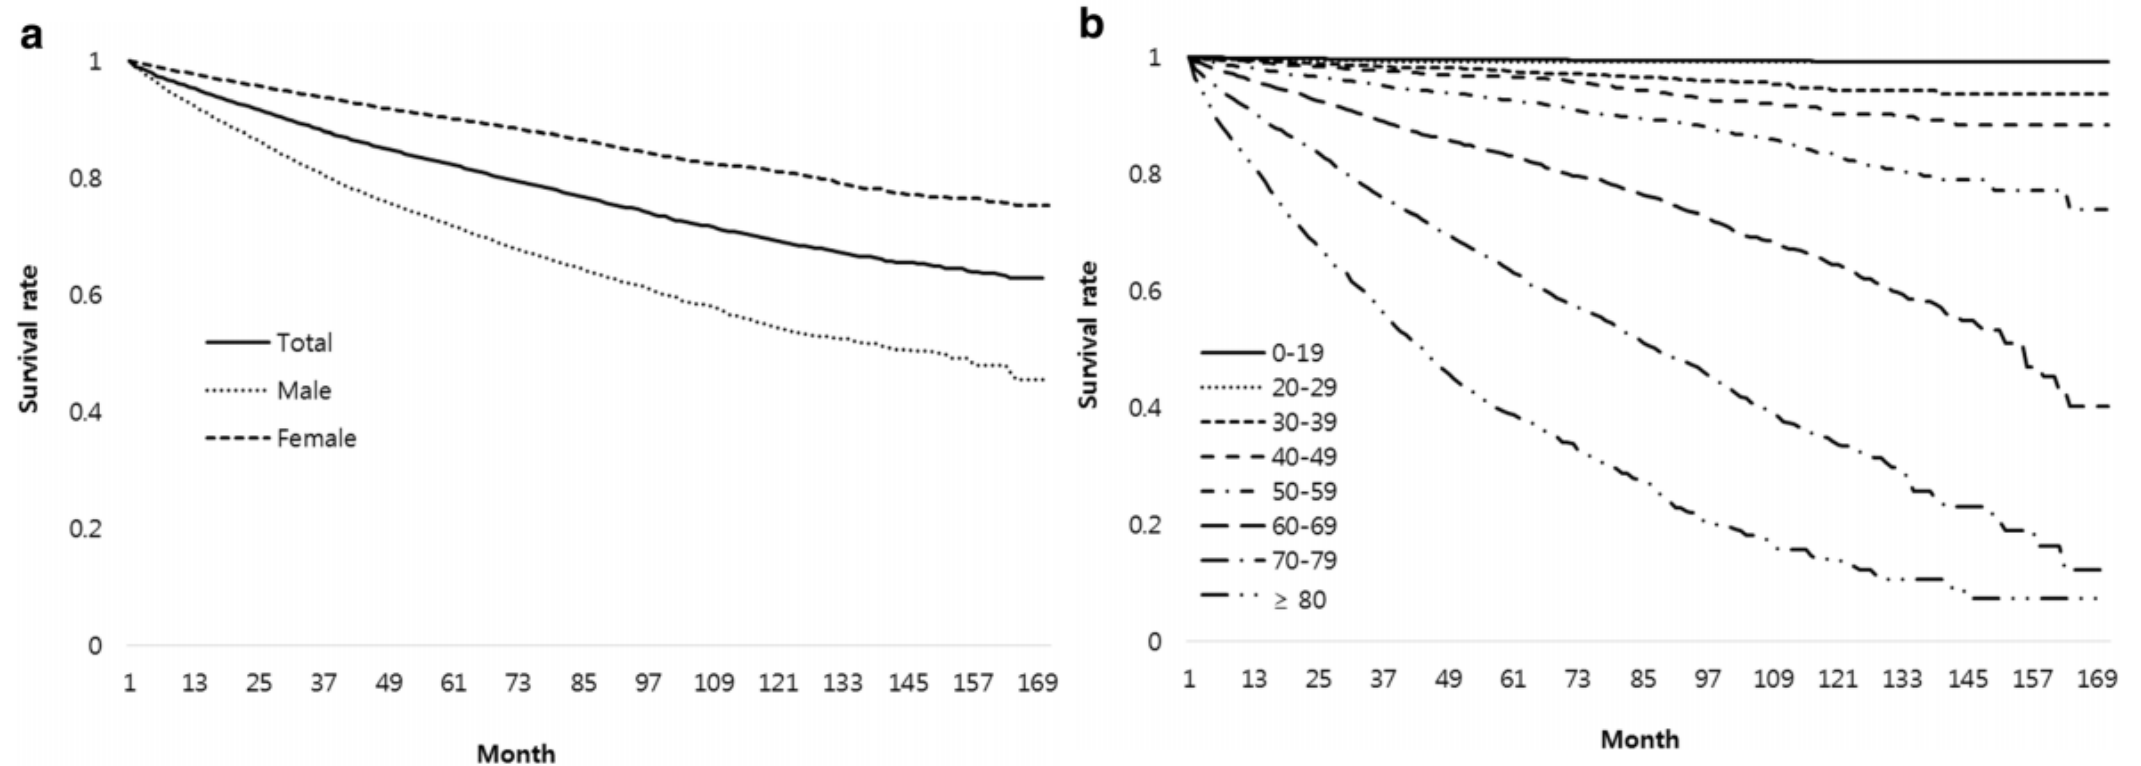 a
1
0.8
0.6
0.4
0.2
0
Survival rate
Total
Male
Female
1 13 25 37 49 61 73 85 97 109 121 133 145 157 169
Month
b
1
0.8
0.6
0.4
0.2
0
Survival rate
0-19
20-29
30-39
40-49
50-59
60-69
70-79
≥ 80
1 13 25 37 49 61 73 85 97 109 121 133 145 157 169
Month